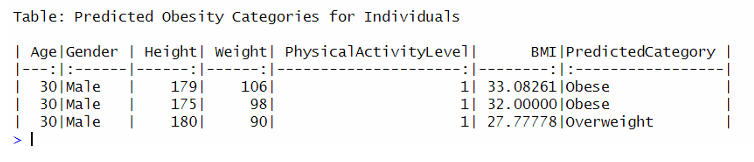 Table: Predicted Obesity Categories for Individuals
| Age|Gender | Height| Weight| PhysicalActivityLevel| BMI|PredictedCategory |
|---:|:------|------:|------:|---------------------:|--------:|:-----------------|
| 30|Male | 179| 106| 1| 33.08261|Obese |
| 30|Male | 175| 98| 1| 32.00000|Obese |
| 30|Male | 180| 90| 1| 27.77778|Overweight |
>